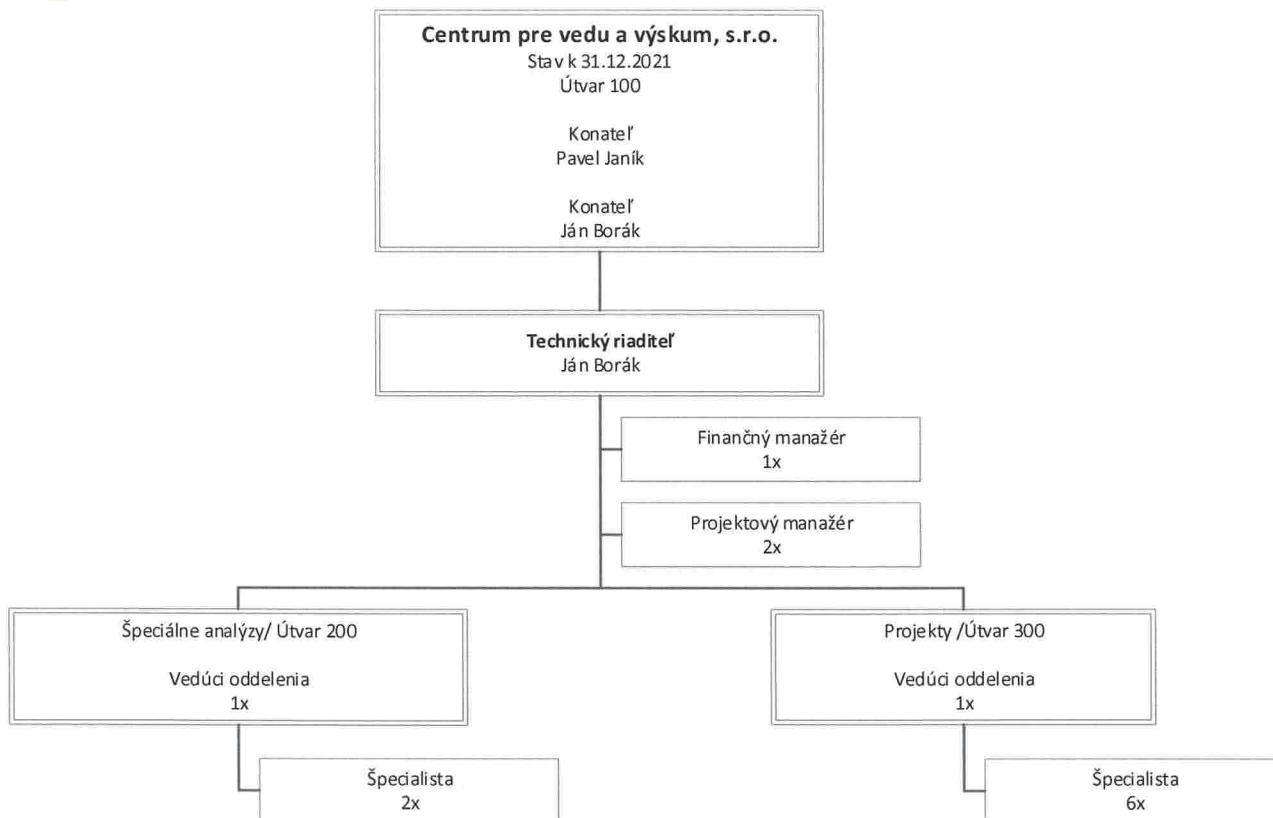 Centrum pre vedu a výskum, s.r.o.
Stav k 31.12.2021
Útvar 100
Konateľ
Pavel Janík
Konateľ
Ján Borák
Technický riaditeľ
Ján Borák
Finančný manažér
1x
Projektový manažér
2x
Špeciálne analýzy/ Útvar 200
Vedúci oddelenia
1x
Špecialista
2x
Projekty /Útvar 300
Vedúci oddelenia
1x
Špecialista
6x